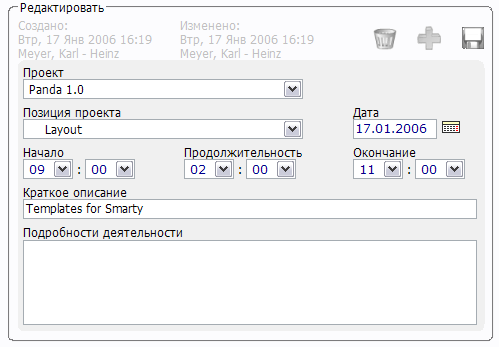 Редактировать
Создано: Изменено:
Втр, 17 Янв 2006 16:19 Втр, 17 Янв 2006 16:19
Meyer, Karl - Heinz Meyer, Karl - Heinz
Проект
Panda 1.0
Позиция проекта Дата
Layout 17.01.2006
Начало Продолжительность Окончание
09 : 00 02 : 00 11 : 00
Краткое описание
Templates for Smarty
Подробности деятельности